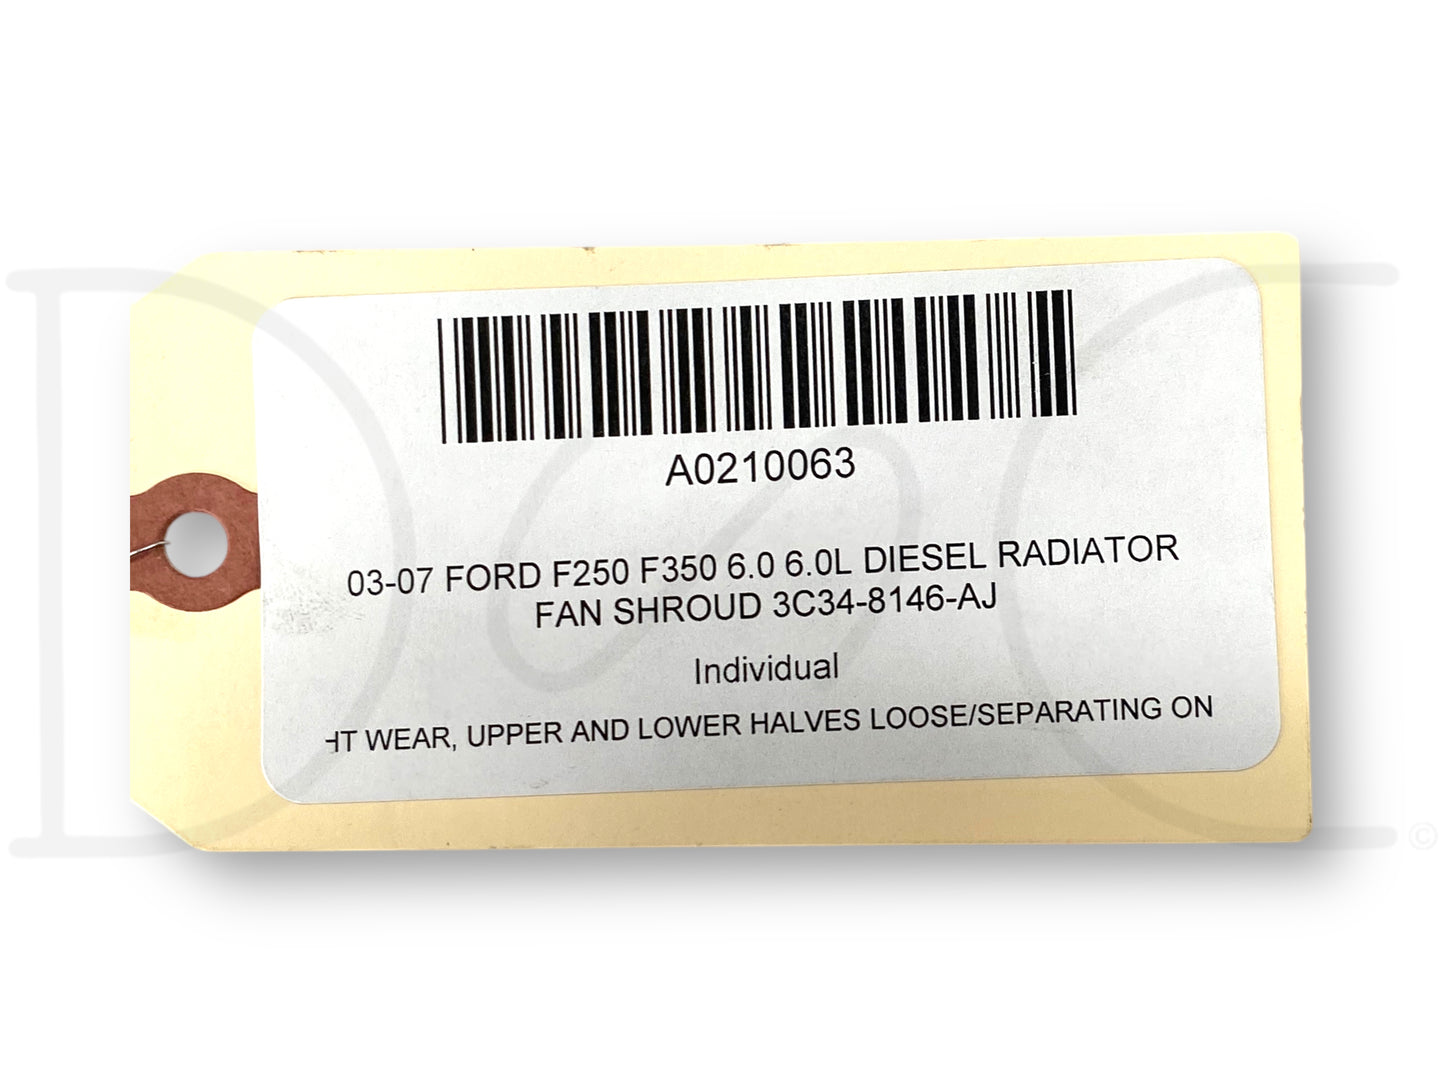 A0210063
03-07 FORD F250 F350 6.0 6.0L DIESEL RADIATOR
FAN SHROUD 3C34-8146-AJ
Individual
HT WEAR, UPPER AND LOWER HALVES LOOSE/SEPARATING ON
©